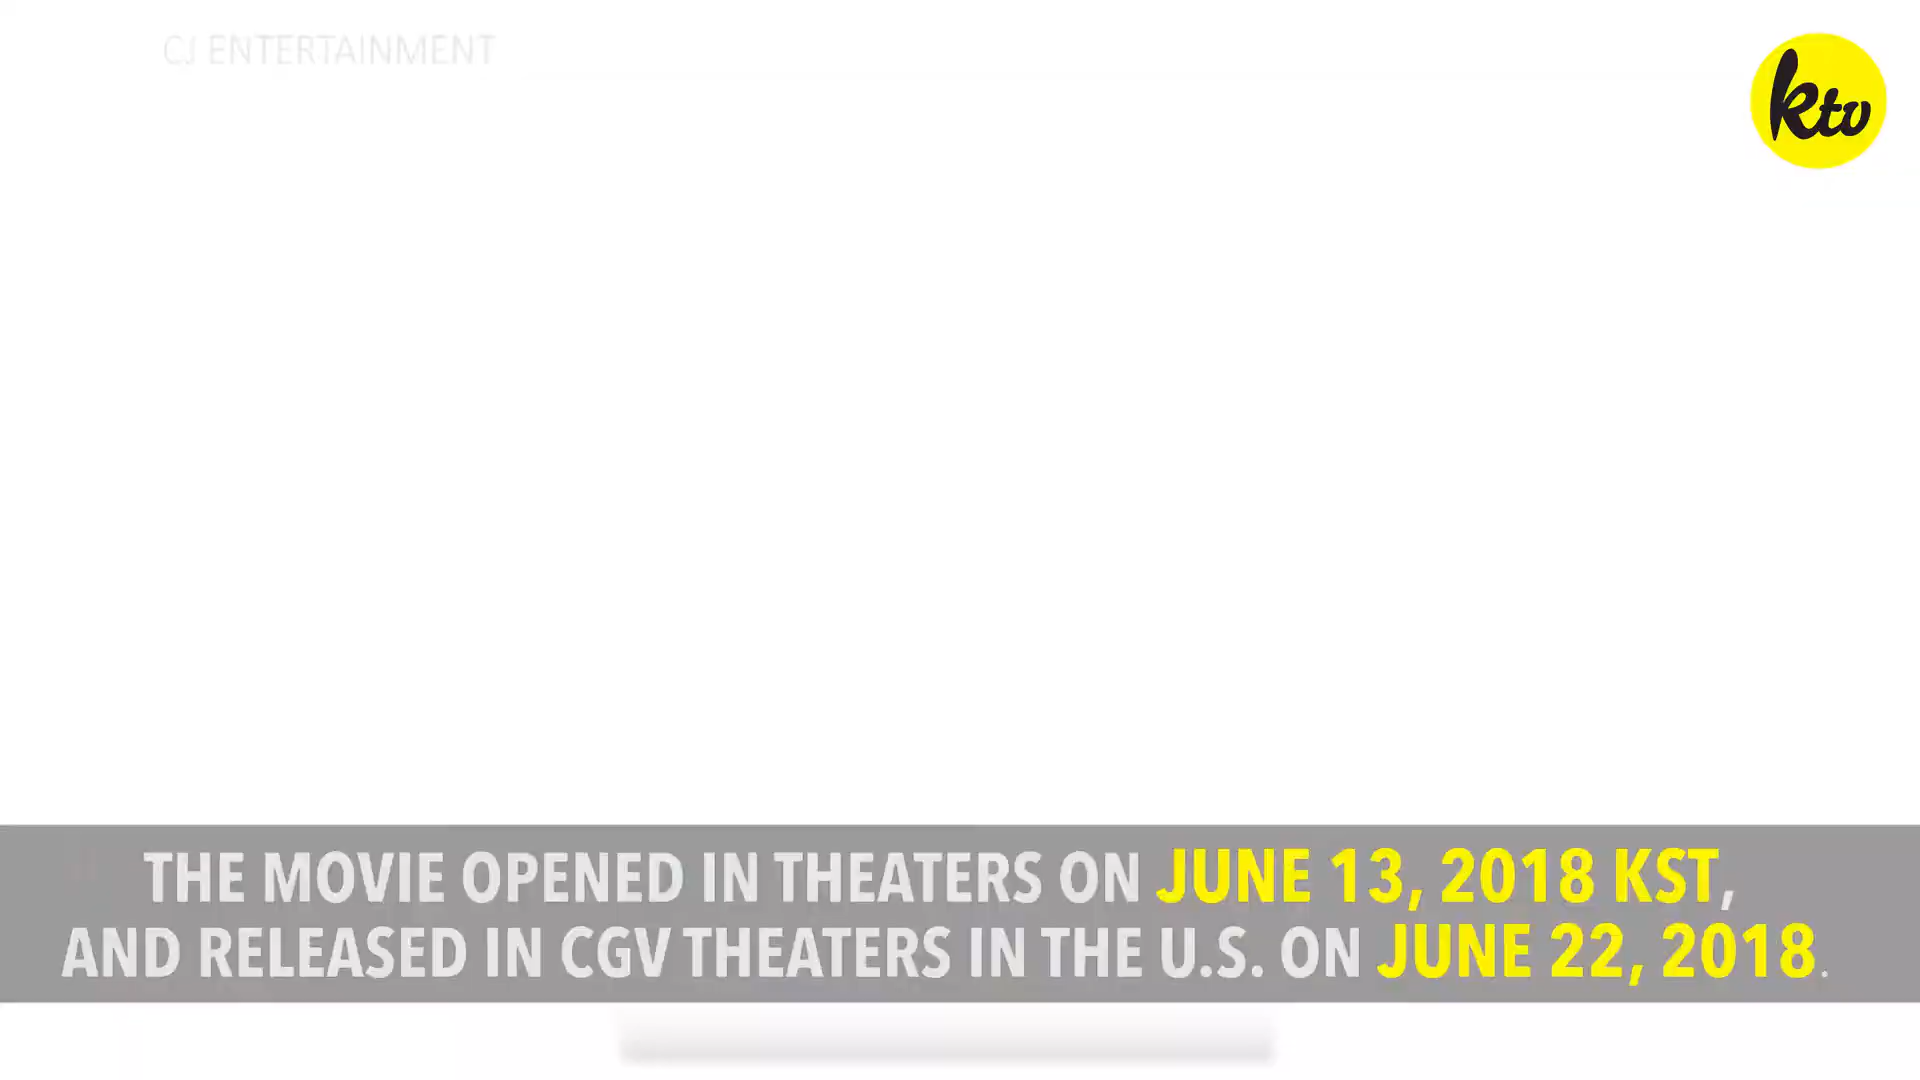 CJ ENTERTAINMENT
ktv
THE MOVIE OPENED IN THEATERS ON JUNE 13, 2018 KST,
AND RELEASED IN CGV THEATERS IN THE U.S. ON JUNE 22, 2018.